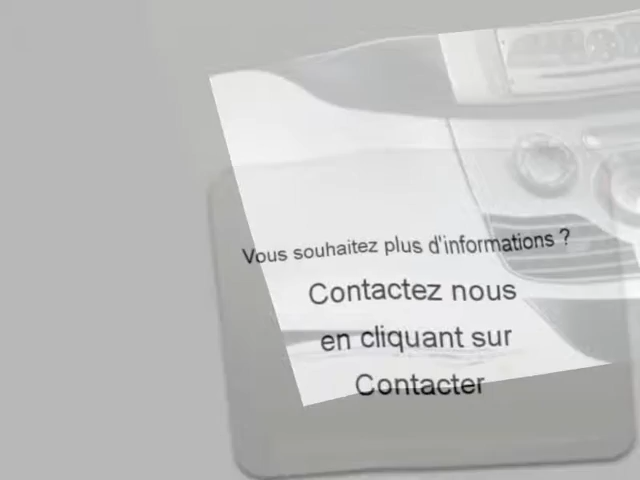 Vous souhaitez plus d'informations ?
Contactez nous
en cliquant sur
Contacter